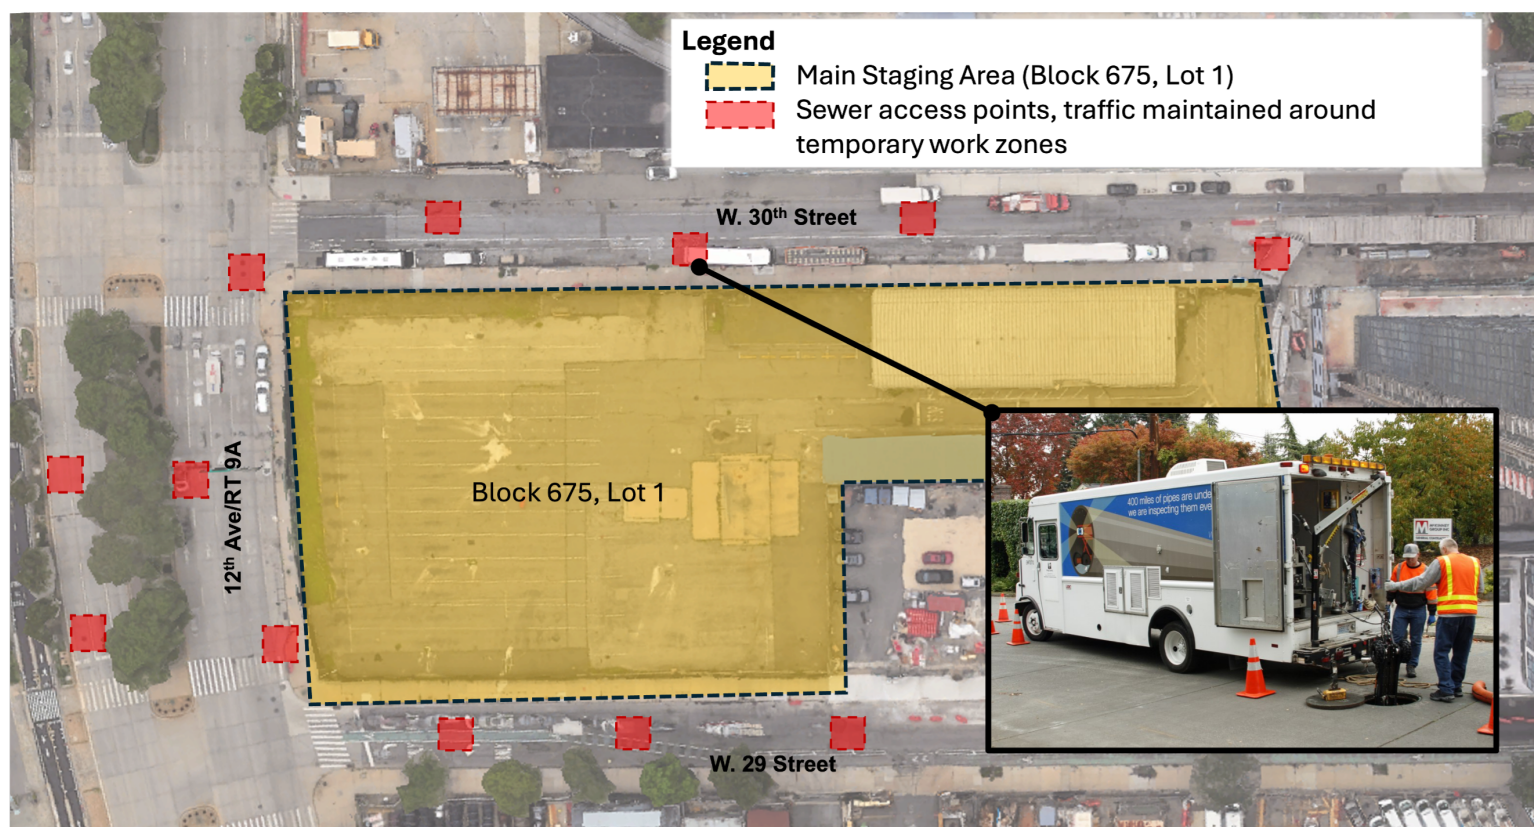 Legend
Main Staging Area (Block 675, Lot 1)
Sewer access points, traffic maintained around
temporary work zones
W. 30th Street
12th Ave/RT 9A
Block 675, Lot 1
400 miles of pipes are unde
we are inspecting them eve
W. 29 Street